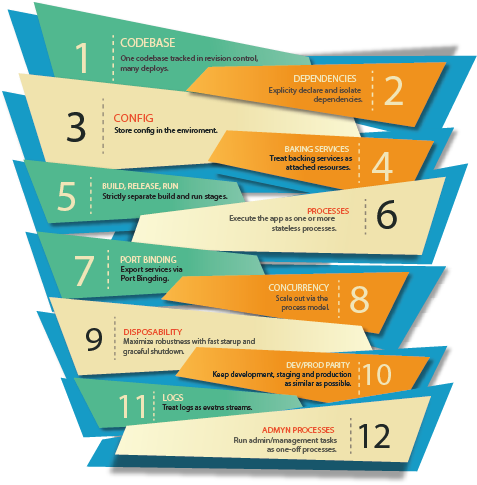 1
CODEBASE
One codebase tracked in revision control,
many deploys.
DEPENDENCIES
Explicity declare and isolate
dependencies.
2
3
CONFIG
Store config in the enviroment.
BAKING SERVICES
Treat backing services as
attached resourses.
4
5
BUILD, RELEASE, RUN
Strictly separate build and run stages.
PROCESSES
Execute the app as one or more
stateless processes.
6
7
PORT BINDING
Export services via
Port Bingding.
CONCURRENCY
Scale out via the
process model.
8
9
DISPOSABILITY
Maximize robustness with fast starup and
graceful shutdown.
DEV/PROD PARTY
Keep development, staging and production
as similar as possible.
10
11
LOGS
Treat logs as evetns streams.
ADMYN PROCESSES
Run admin/management tasks
as one-off processes.
12